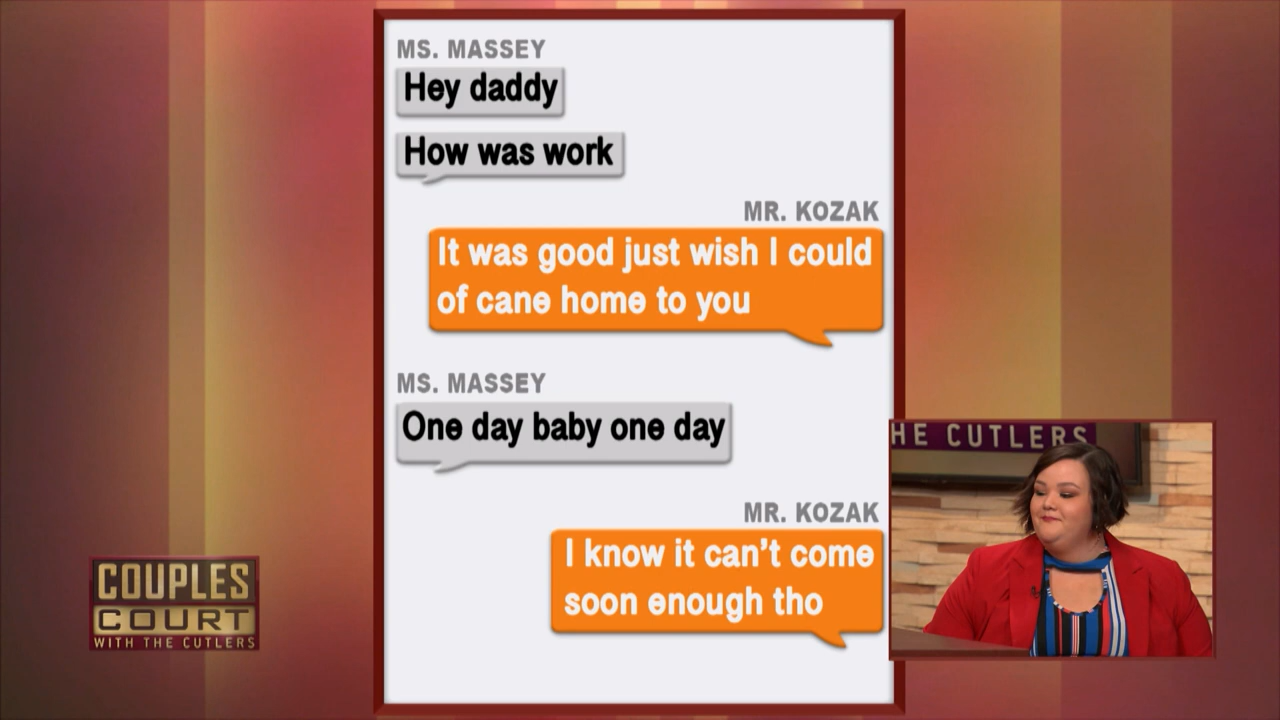 MS. MASSEY
Hey daddy
How was work
MR. KOZAK
It was good just wish I could
of cane home to you
MS. MASSEY
One day baby one day
MR. KOZAK
I know it can't come
soon enough tho
HE CUTLERS
COUPLES
COURT
WITH THE CUTLERS